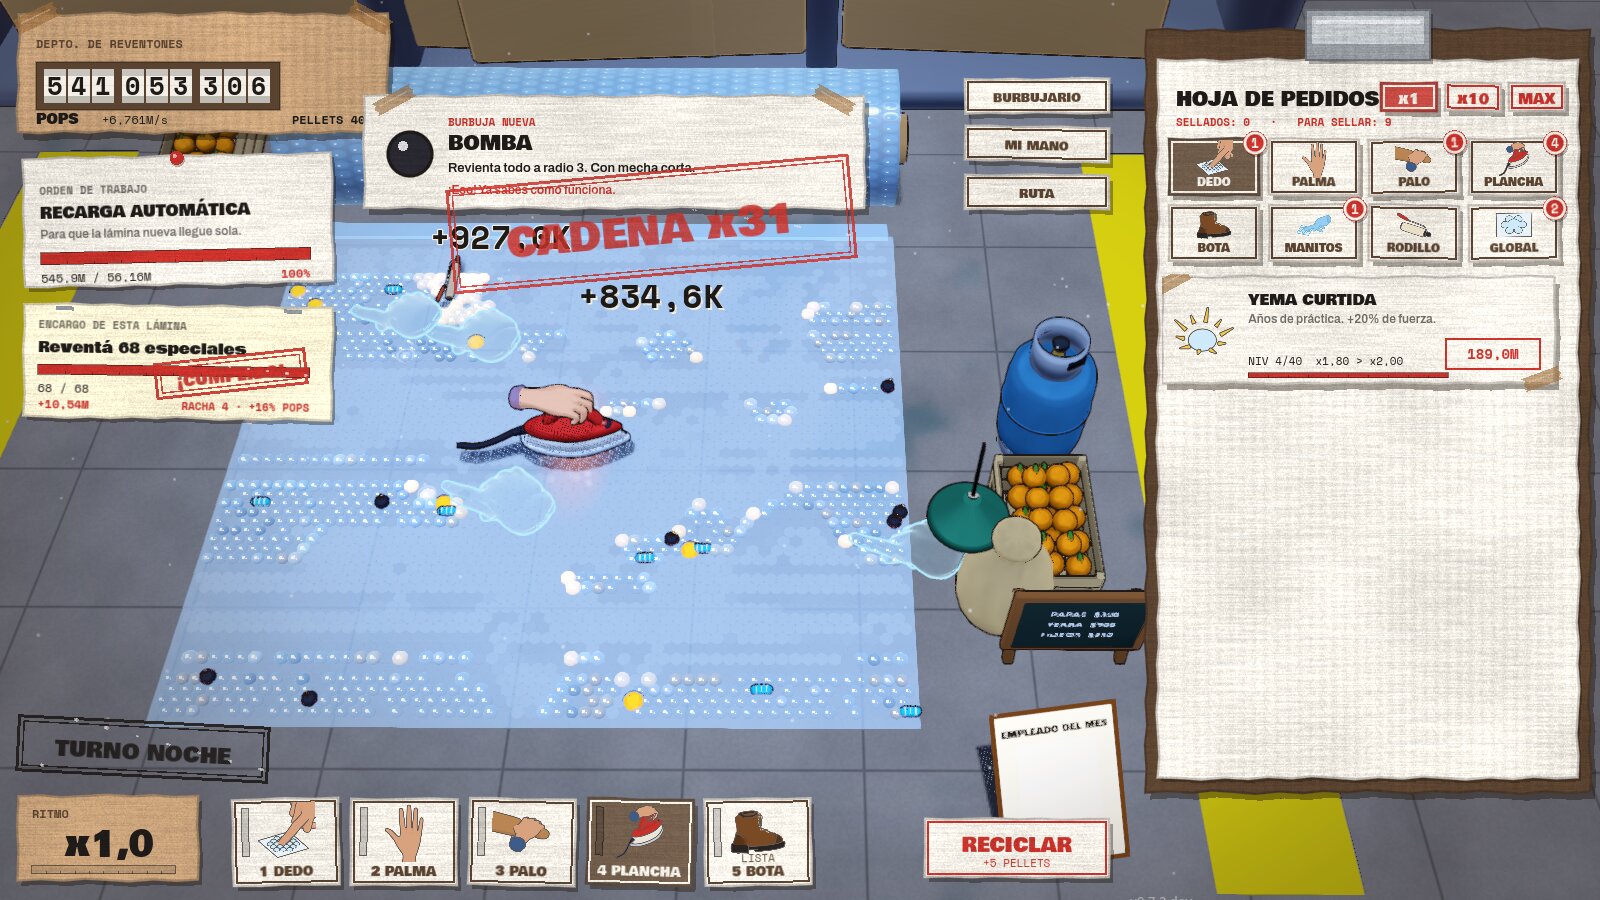 DEPTO. DE REVENTONES
541 053 306
POPS +6,761M/s PELLETS 40
ORDEN DE TRABAJO
RECARGA AUTOMÁTICA
Para que la lámina nueva llegue sola.
545,9M / 56,16M 100%
ENCARGO DE ESTA LÁMINA
Reventá 68 especiales
68 / 68
+10,54M RACHA 4 · +16% POPS
BURBUJA NUEVA
BOMBA
Revienta todo a radio 3. Con mecha corta.
Ya sabés como funciona.
CADENA x31
+927,0K
+834,6K
BURBUJARIO
MI MANO
RUTA
HOJA DE PEDIDOS x1 x10 MAX
SELLADOS: 0 · PARA SELLAR: 9
1 1 4
DEDO PALMA PALO PLANCHA
1 2
BOTA MANITOS RODILLO GLOBAL
YEMA CURTIDA
Años de práctica. +20% de fuerza.
NIV 4/40 x1,80 > x2,00
189,0M
EMPLEADO DEL MES
TURNO NOCHE
RITMO
x1,0
1 DEDO
2 PALMA
3 PALO
4 PLANCHA
LISTA
5 BOTA
RECICLAR
+5 PELLETS